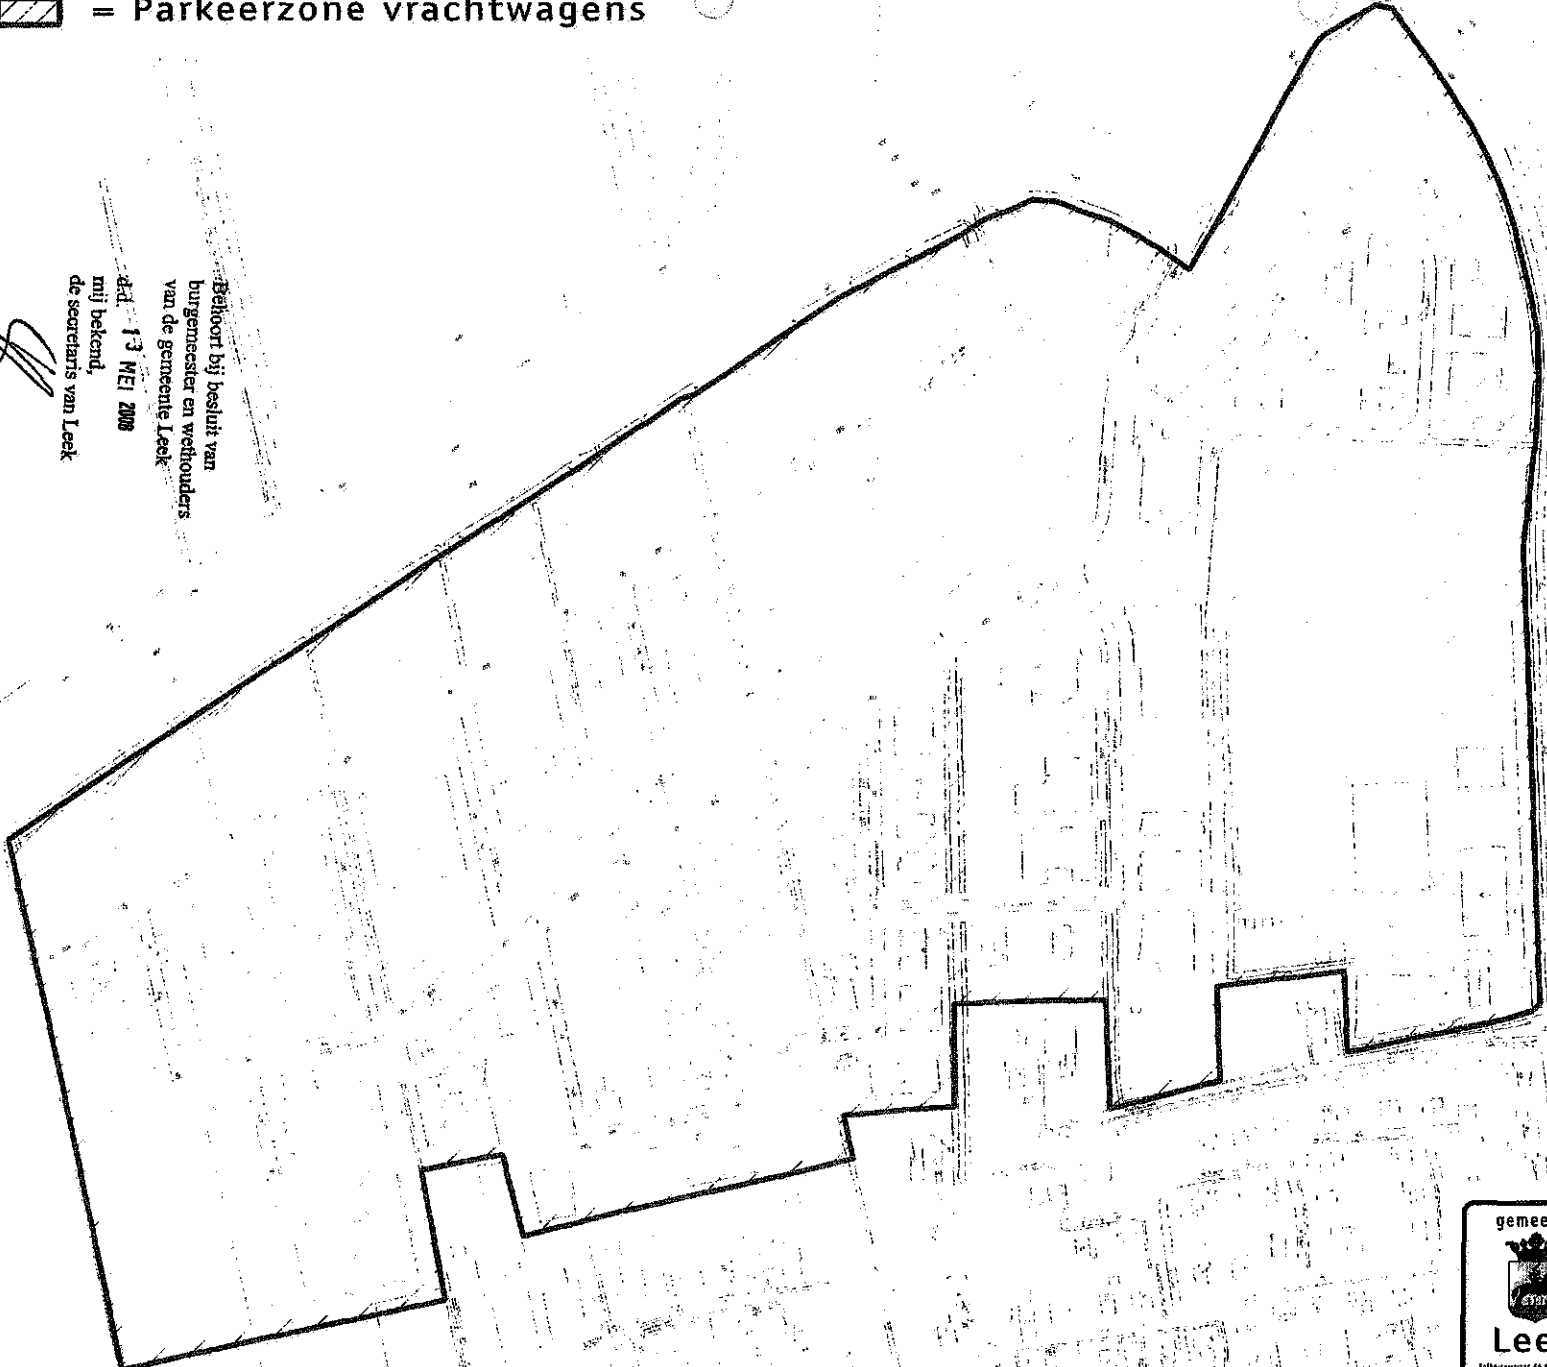 = Parkeerzone vrachtwagens
Behoort bij besluit van
burgemeester en wethouders
van de gemeente Leek
d.d. 13 MEI 2008
mij bekend,
de secretaris van Leek
gemee
Lee